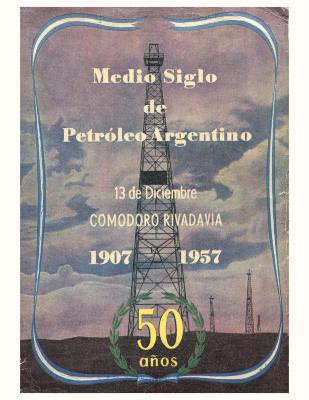 Medio Siglo
de
Petróleo Argentino
13 de Diciembre
COMODORO RIVADAVIA
1907 1957
50
años